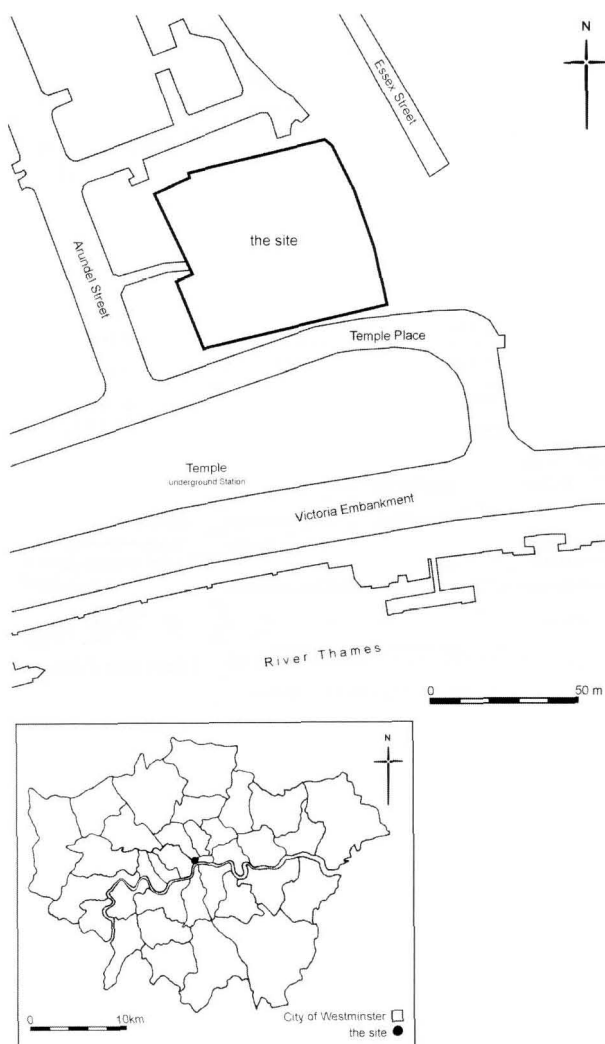 N
Essex Street
the site
Arundel Street
Temple Place
Temple
underground Station
Victoria Embankment
River Thames
0 50 m
N
0 10km
City of Westminster
the site